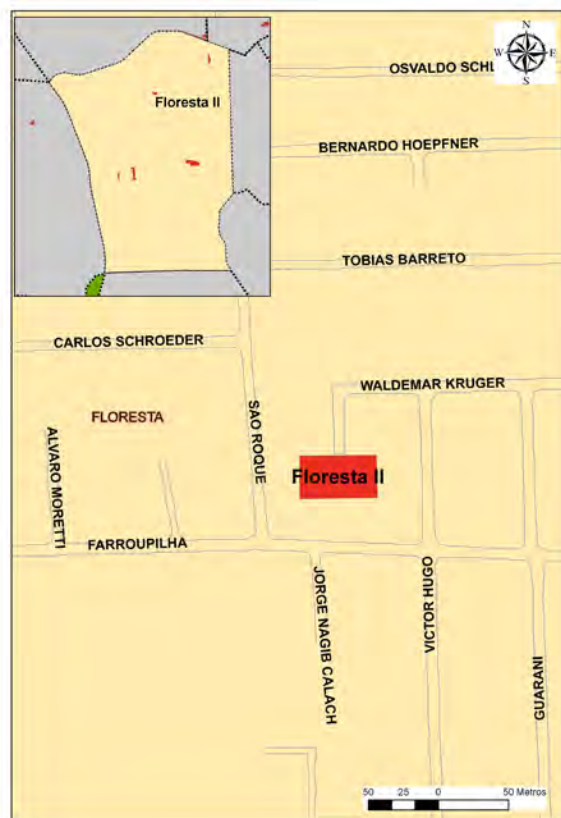 N
W E
S
Floresta II
OSVALDO SCHL
BERNARDO HOEPFNER
TOBIAS BARRETO
CARLOS SCHROEDER
WALDEMAR KRUGER
FLORESTA
SAO ROQUE
ALVARO MORETTI
Floresta II
FARROUPILHA
JORGE NAGIB CALACH
VICTOR HUGO
GUARANI
50 25 0 50 Metros